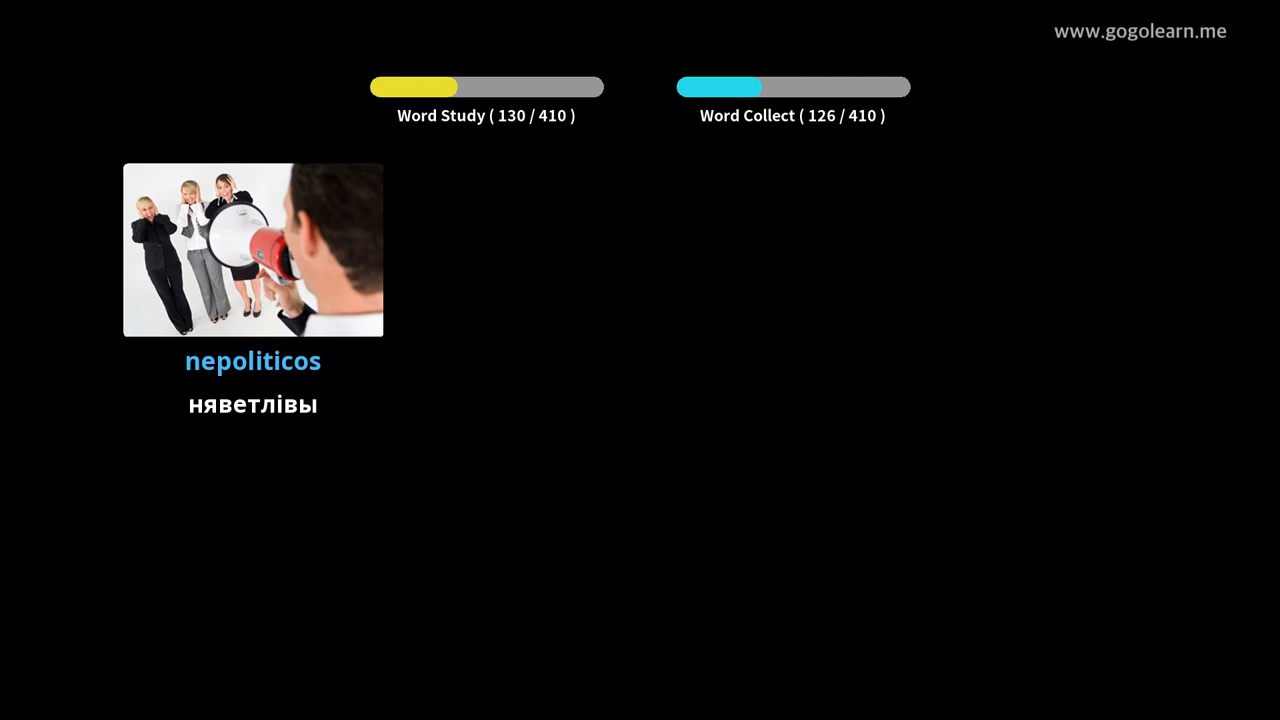 www.gogolearn.me
Word Study ( 130 / 410 )
Word Collect ( 126 / 410 )
nepoliticos
няветлівы